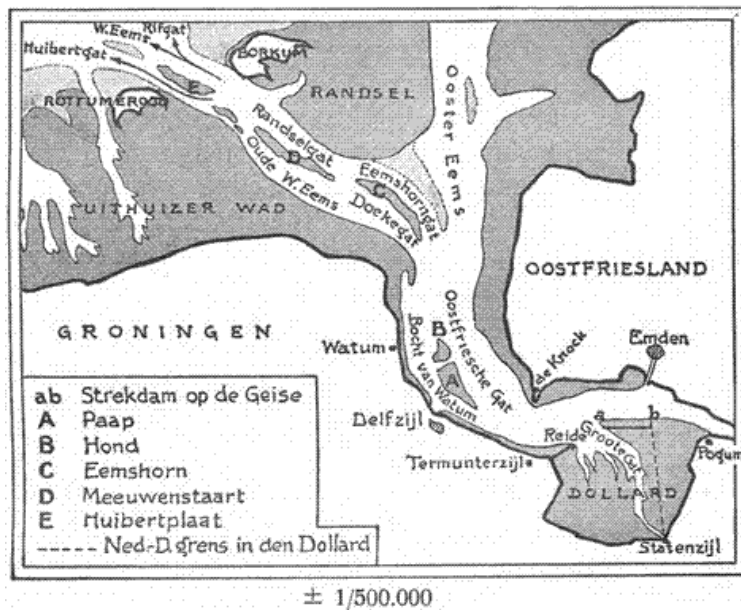 W.Eems
Rifgat
Huibertgat
BORKUM
E
ROTTUMEROOG
RANDSEL
Ooster Eems
Randselgat
D
Oude W. Eems
Eemshorngat
C
Doekegat
UITHUIZER WAD
OOSTFRIESLAND
GRONINGEN
Oostfriesche Gat
B
Bocht van Watum
A
Watum
de Knock
Emden
Delfzijl
a b
Reide
Groote Gat
Pogum
Termunterzijl
DOLLARD
Statenzijl
ab Strekdam op de Geise
A Paap
B Hond
C Eemshorn
D Meeuwenstaart
E Huibertplaat
----- Ned-D. grens in den Dollard
± 1/500.000